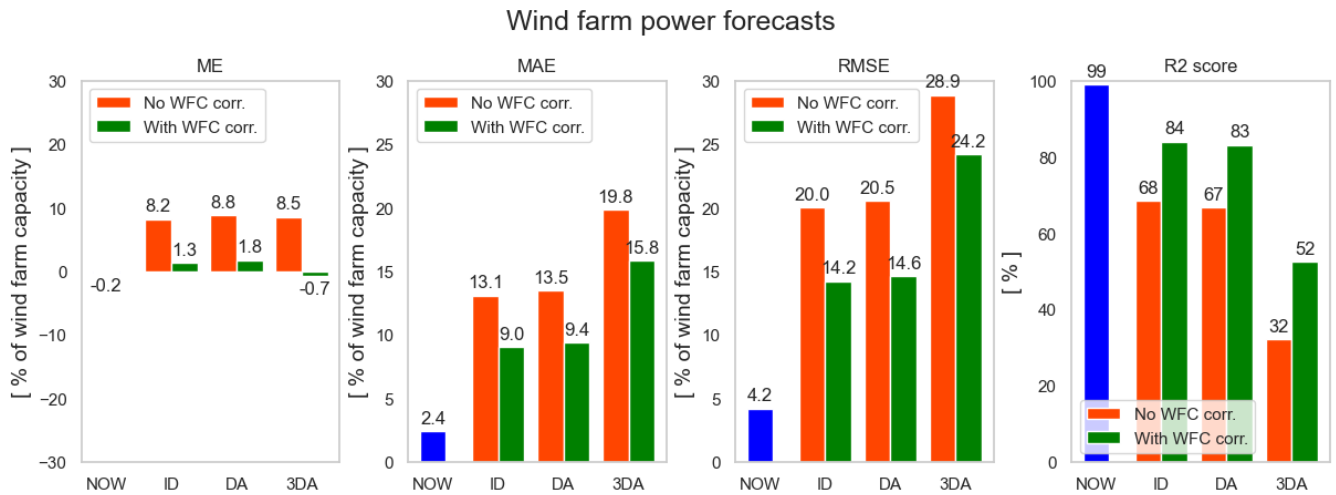 Wind farm power forecasts
ME
[ % of wind farm capacity ]
30
20
10
0
−10
−20
−30
No WFC corr.
With WFC corr.
-0.2
8.2
1.3
8.8
1.8
8.5
-0.7
NOW ID DA 3DA
MAE
[ % of wind farm capacity ]
30
25
20
15
10
5
0
No WFC corr.
With WFC corr.
2.4
13.1
9.0
13.5
9.4
19.8
15.8
NOW ID DA 3DA
RMSE
[ % of wind farm capacity ]
30
25
20
15
10
5
0
No WFC corr.
With WFC corr.
4.2
20.0
14.2
20.5
14.6
28.9
24.2
NOW ID DA 3DA
R2 score
[ % ]
100
80
60
40
20
0
99
68
84
67
83
32
52
No WFC corr.
With WFC corr.
NOW ID DA 3DA